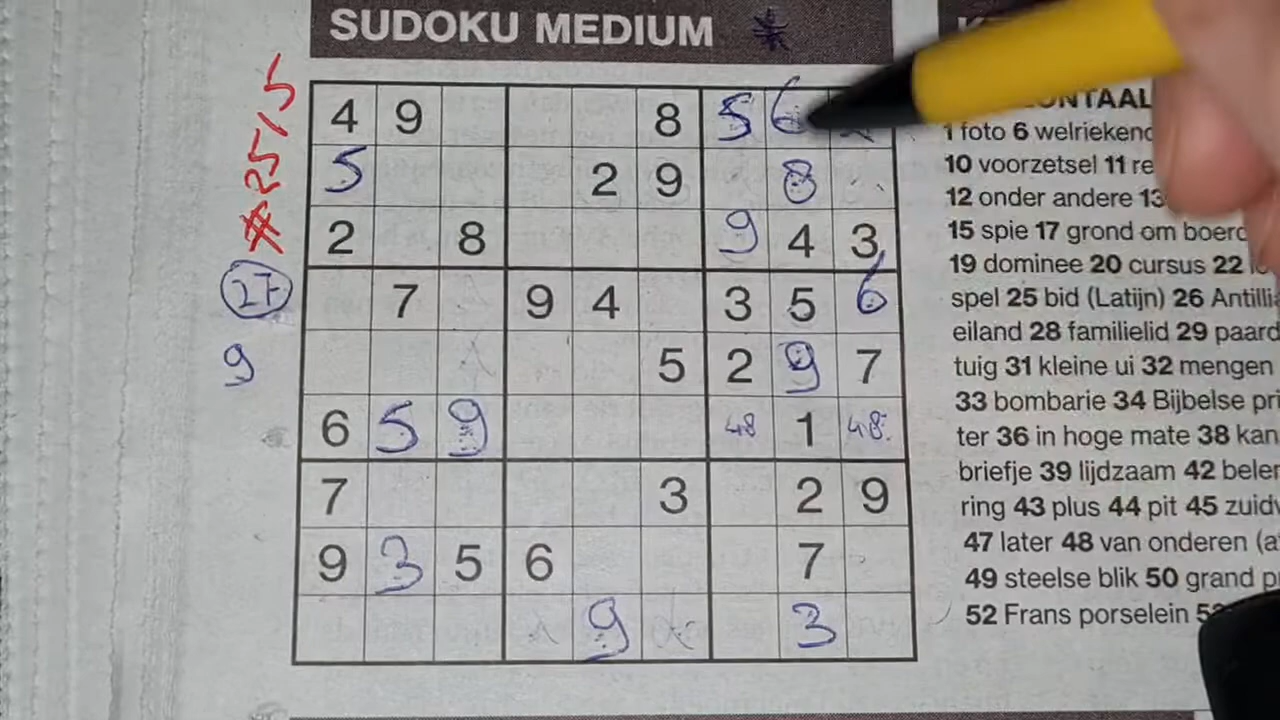 SUDOKU MEDIUM *
# 25 15
27
9
4 9 8 5 6
5 2 9 8
2 8 9 4 3
7 9 4 3 5 6
5 2 9 7
6 5 9 48 1 48
7 3 2 9
9 3 5 6 7
9 3
1 foto 6 welriekend
10 voorzetsel 11 re
12 onder andere 13
15 spie 17 grond om boerd
19 dominee 20 cursus 22
spel 25 bid (Latijn) 26 Antilli
eiland 28 familielid 29 paard
tuig 31 kleine ui 32 mengen
33 bombarie 34 Bijbelse pri
ter 36 in hoge mate 38 kan
briefje 39 lijdzaam 42 beler
ring 43 plus 44 pit 45 zuidv
47 later 48 van onderen (a
49 steelse blik 50 grand p
52 Frans porselein